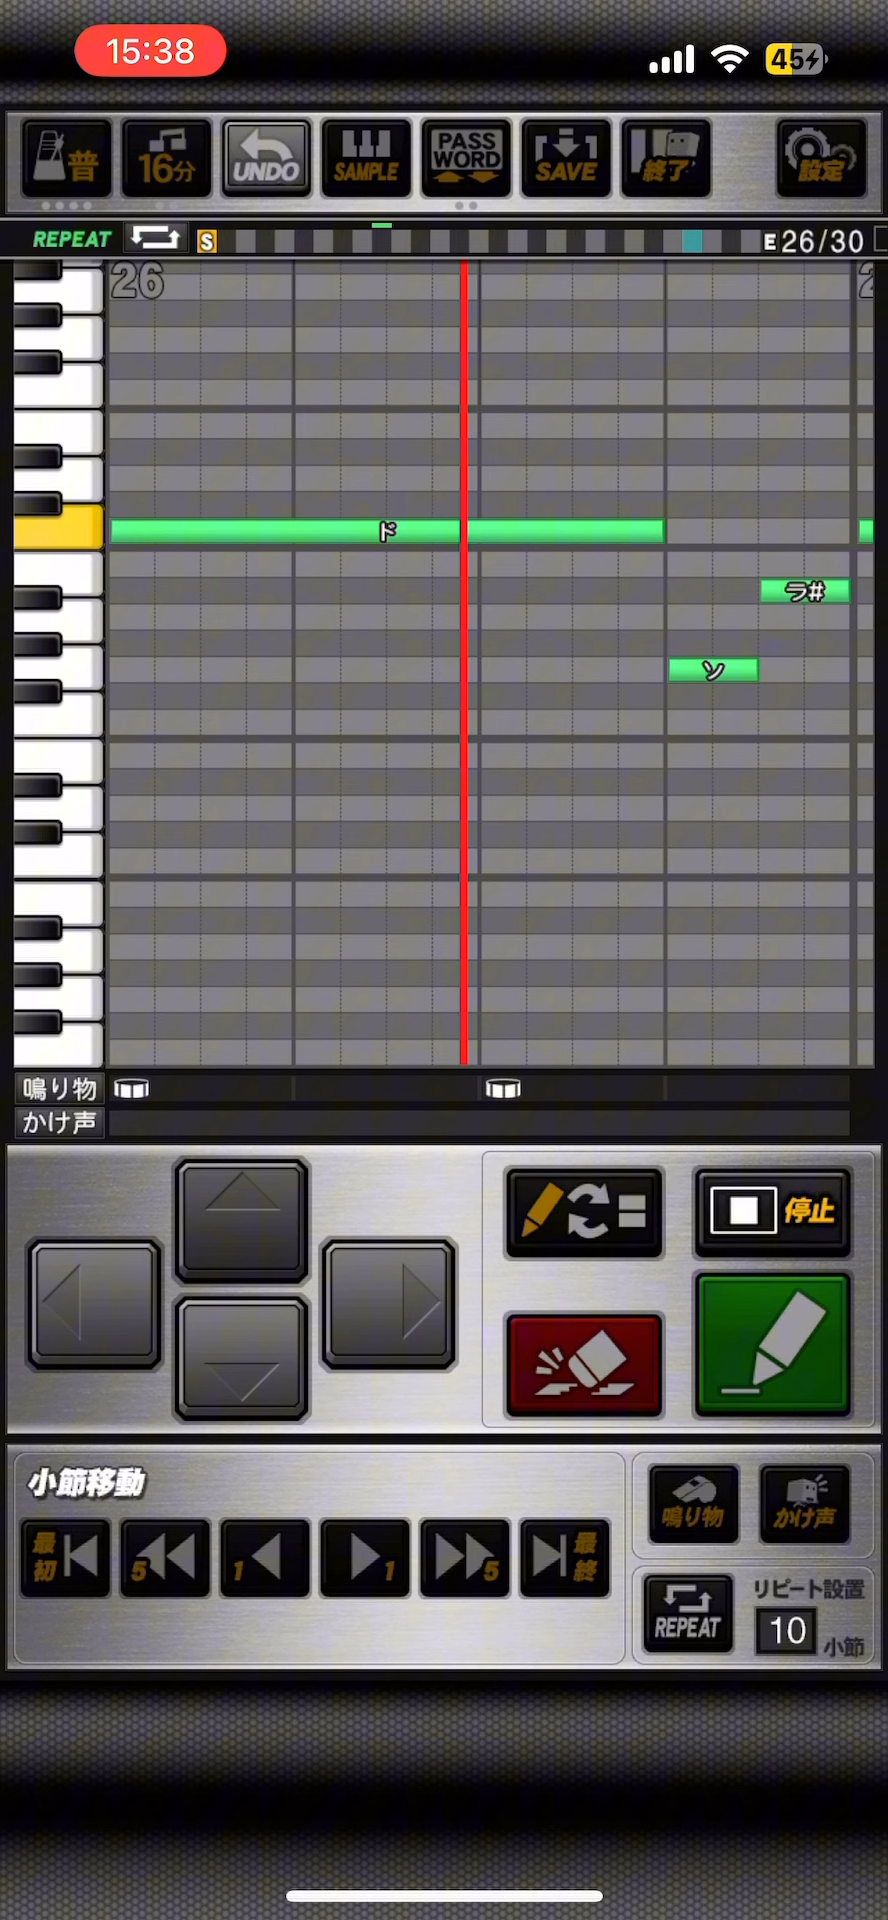 15:38
45
普
16分
UNDO
SAMPLE
PASS
WORD
SAVE
終了
設定
REPEAT
S
E 26/30
26
ド
ラ#
ソ
鳴り物
かけ声
停止
小節移動
最初
5
1
1
5
最終
鳴り物
かけ声
REPEAT
リピート設置
10
小節